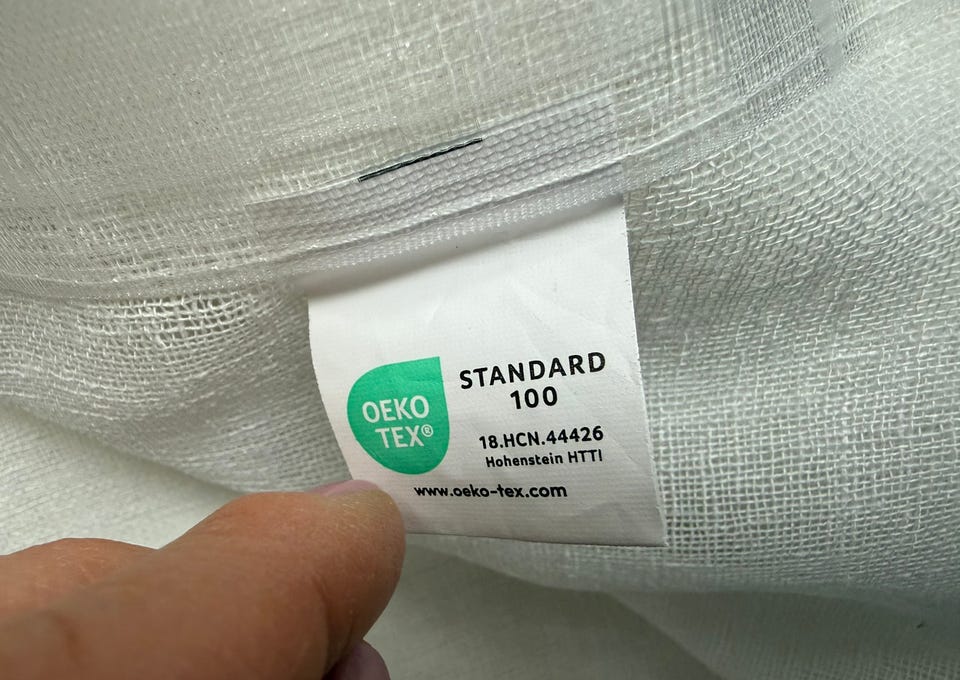 OEKO
TEX®
STANDARD
100
18.HCN.44426
Hohenstein HTTI
www.oeko-tex.com